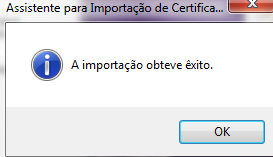 Assistente para Importação de Certifica...
A importação obteve êxito.
OK